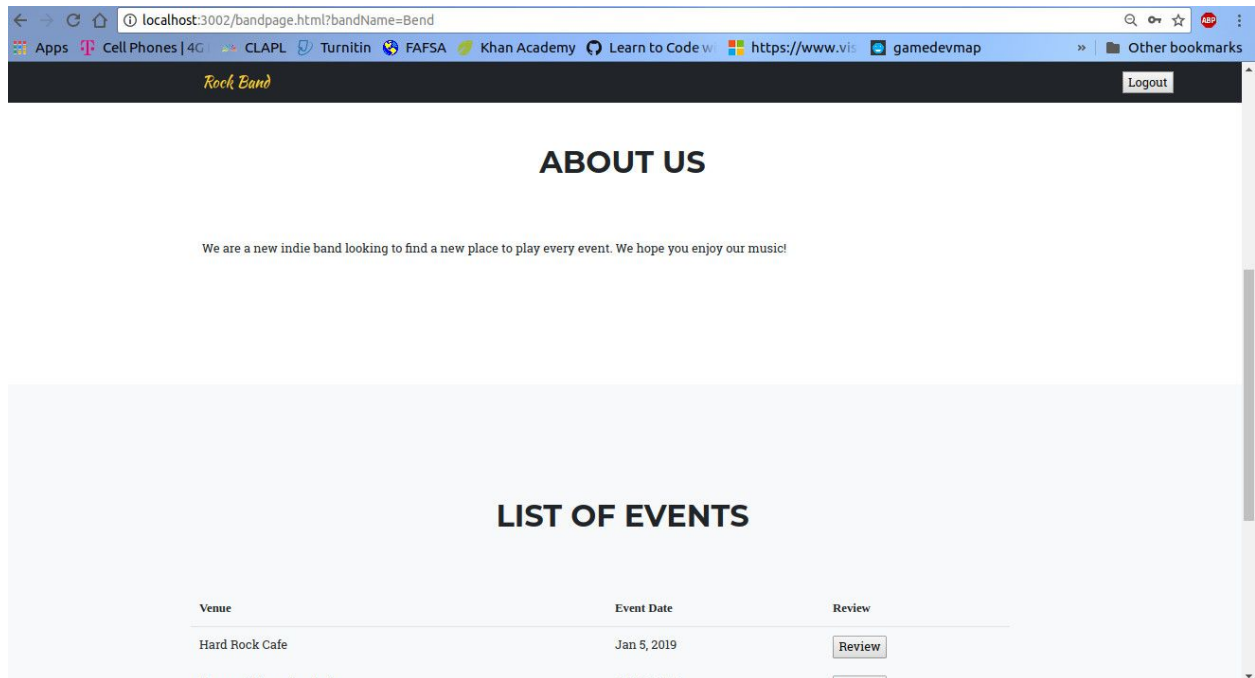 localhost:3002/bandpage.html?bandName=Bend
ABP
Apps Cell Phones | 4G CLAPL Turnitin FAFSA Khan Academy Learn to Code w https://www.vis gamedevmap » Other bookmarks
Rock Band Logout
ABOUT US
We are a new indie band looking to find a new place to play every event. We hope you enjoy our music!
LIST OF EVENTS
Venue Event Date Review
Hard Rock Cafe Jan 5, 2019 Review